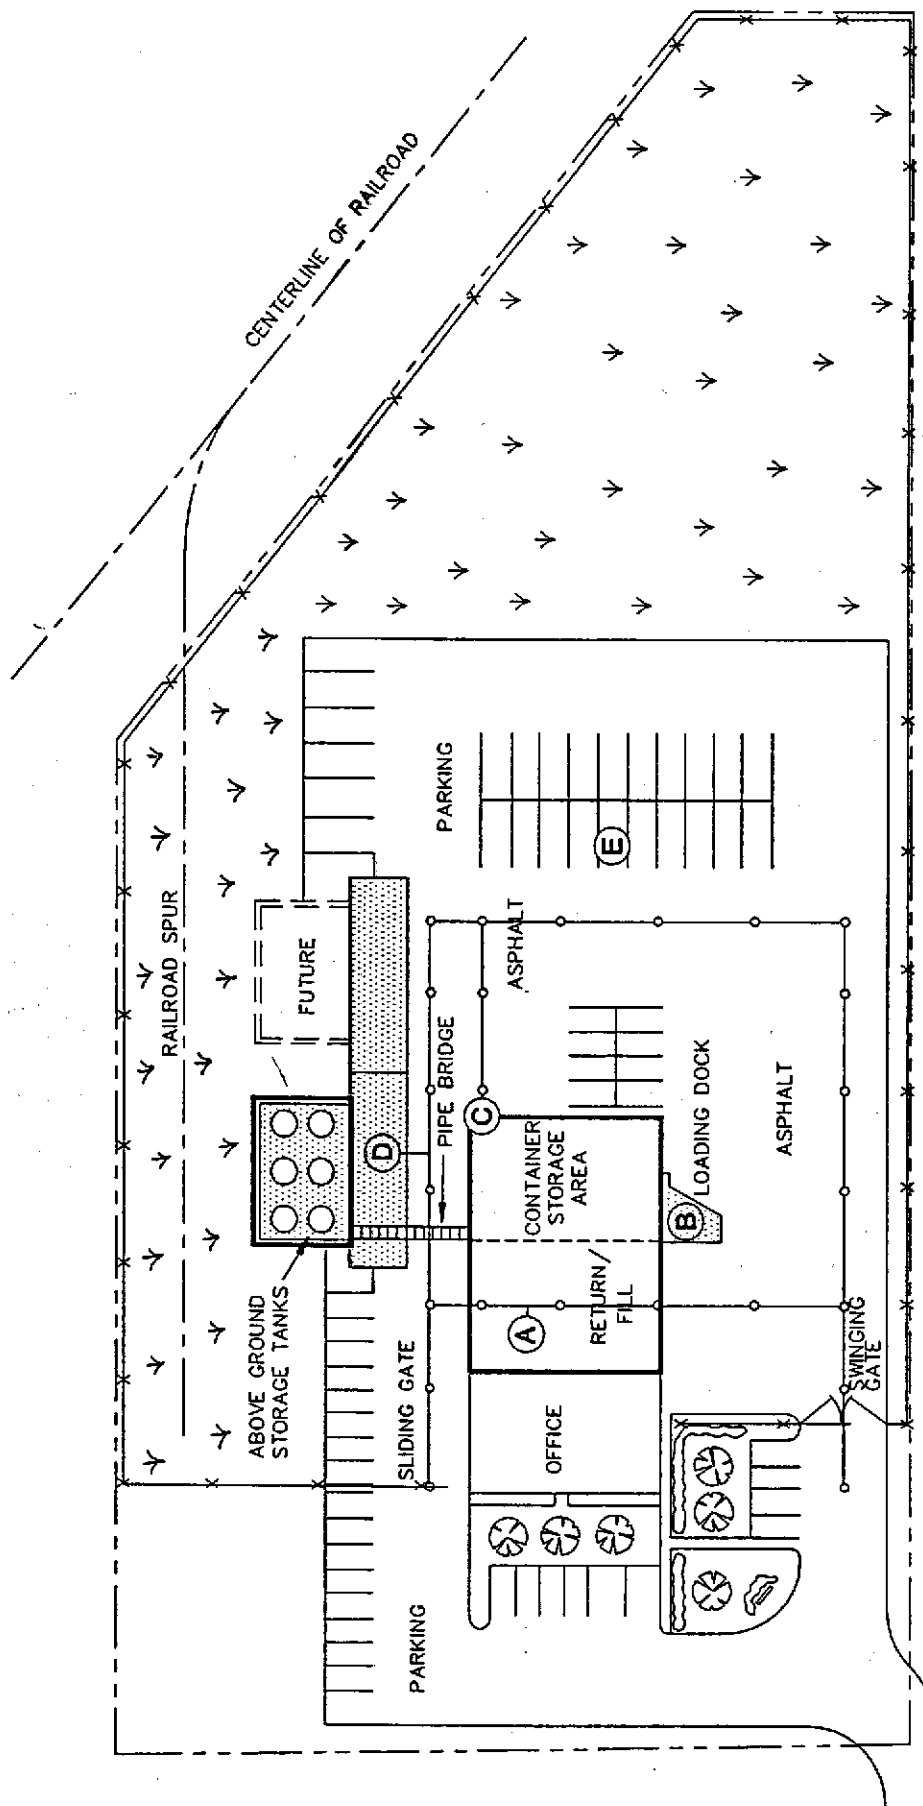 CENTERLINE OF RAILROAD
RAILROAD SPUR
ABOVE GROUND
STORAGE TANKS
FUTURE
PARKING
SLIDING GATE
D
PIPE BRIDGE
PARKING
ASPHALT
C
E
OFFICE
A
RETURN/
FILL
CONTAINER
STORAGE
AREA
B
LOADING DOCK
ASPHALT
SWINGING
GATE